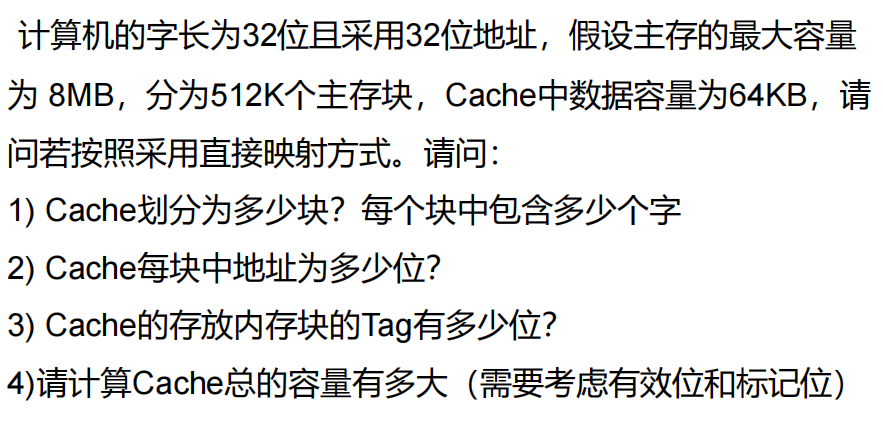 计算机的字长为32位且采用32位地址，假设主存的最大容量
为 8MB，分为512K个主存块，Cache中数据容量为64KB，请
问若按照采用直接映射方式。请问：
1) Cache划分为多少块？每个块中包含多少个字
2) Cache每块中地址为多少位？
3) Cache的存放内存块的Tag有多少位？
4)请计算Cache总的容量有多大（需要考虑有效位和标记位）